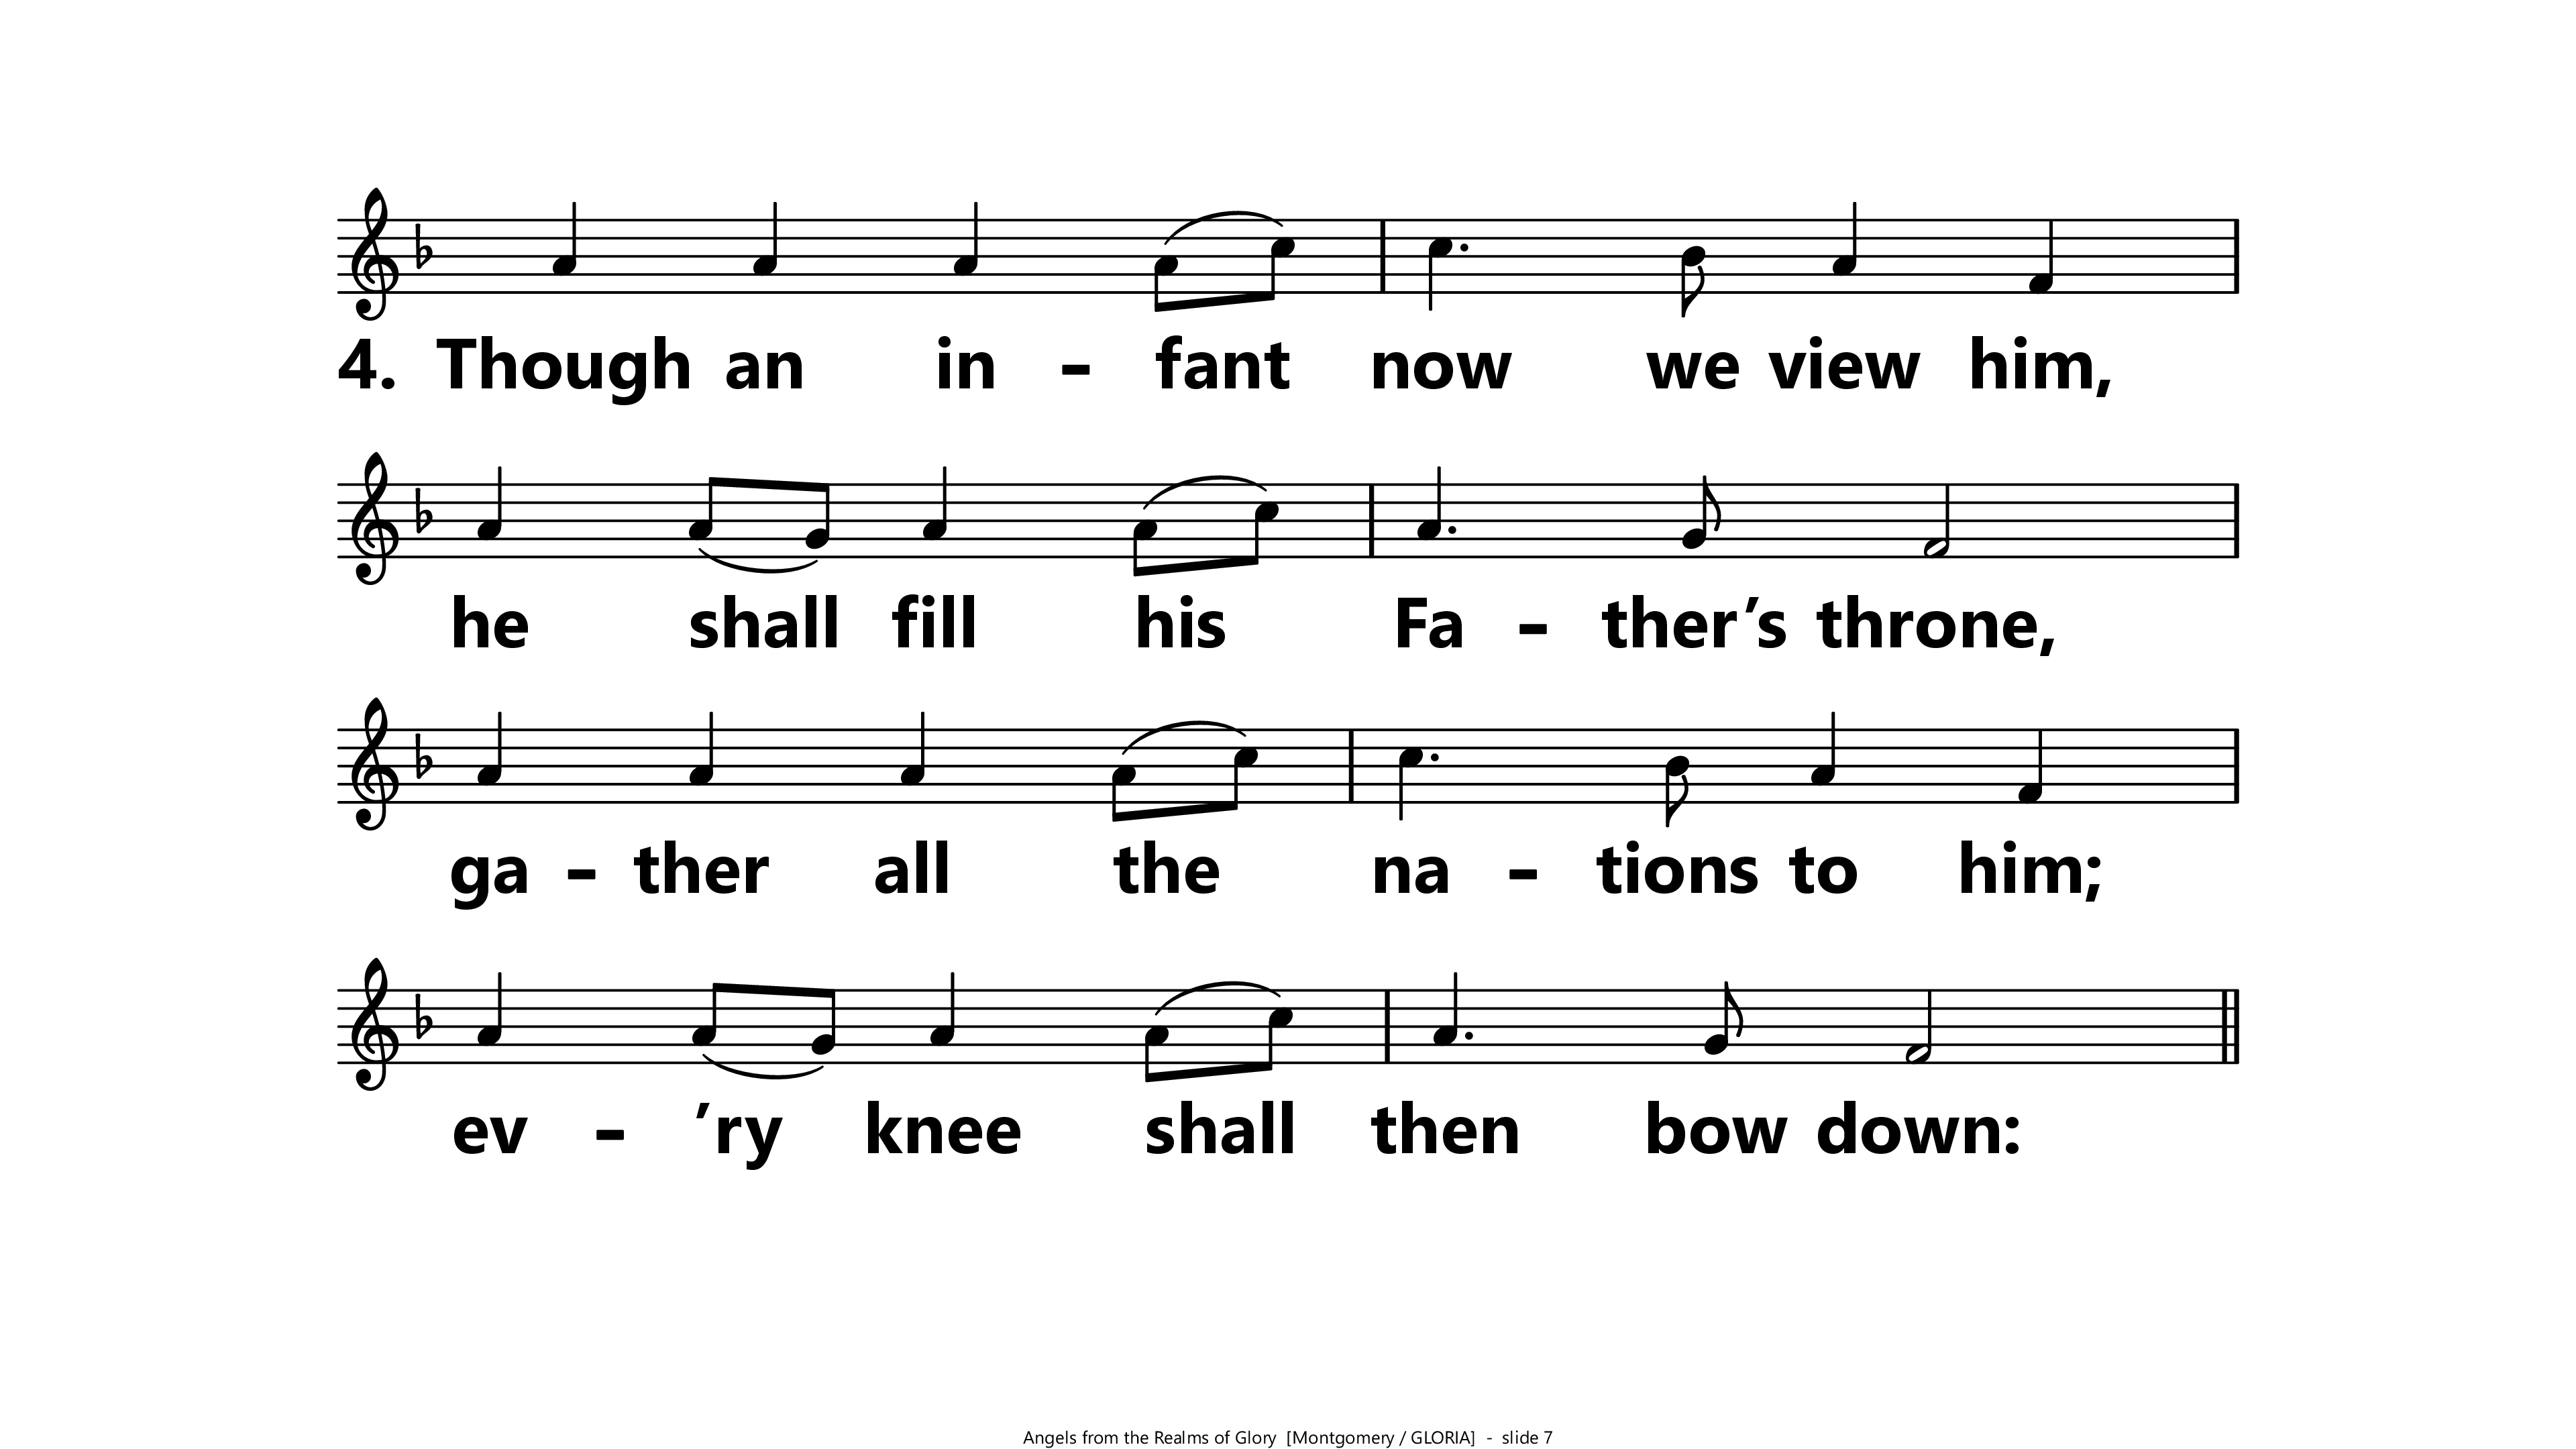 4. Though an in - fant now we view him,
he shall fill his Fa - ther’s throne,
ga - ther all the na - tions to him;
ev - ’ry knee shall then bow down:
Angels from the Realms of Glory [Montgomery / GLORIA] - slide 7